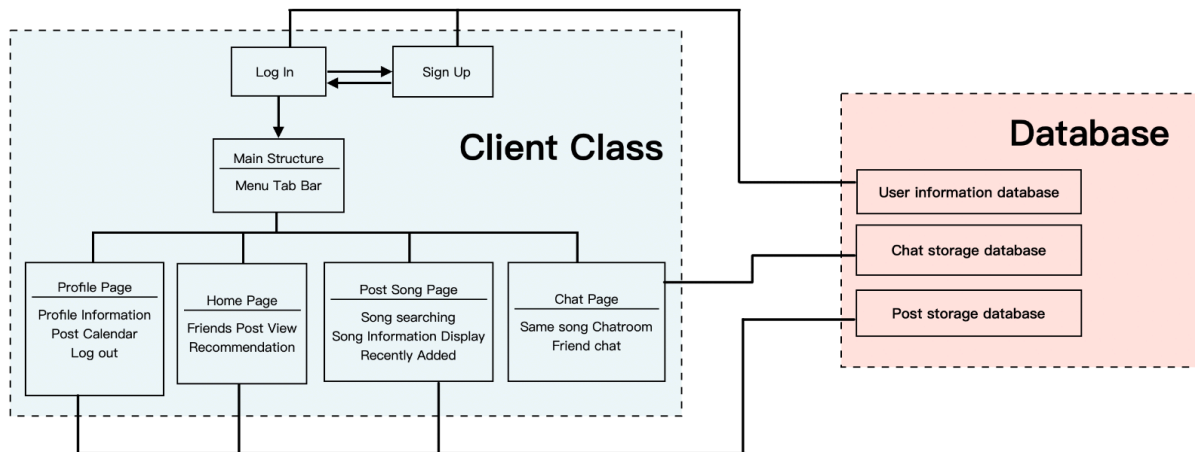 Log In
Sign Up
Client Class
Main Structure
Menu Tab Bar
Profile Page
Profile Information
Post Calendar
Log out
Home Page
Friends Post View
Recommendation
Post Song Page
Song searching
Song Information Display
Recently Added
Chat Page
Same song Chatroom
Friend chat
Database
User information database
Chat storage database
Post storage database